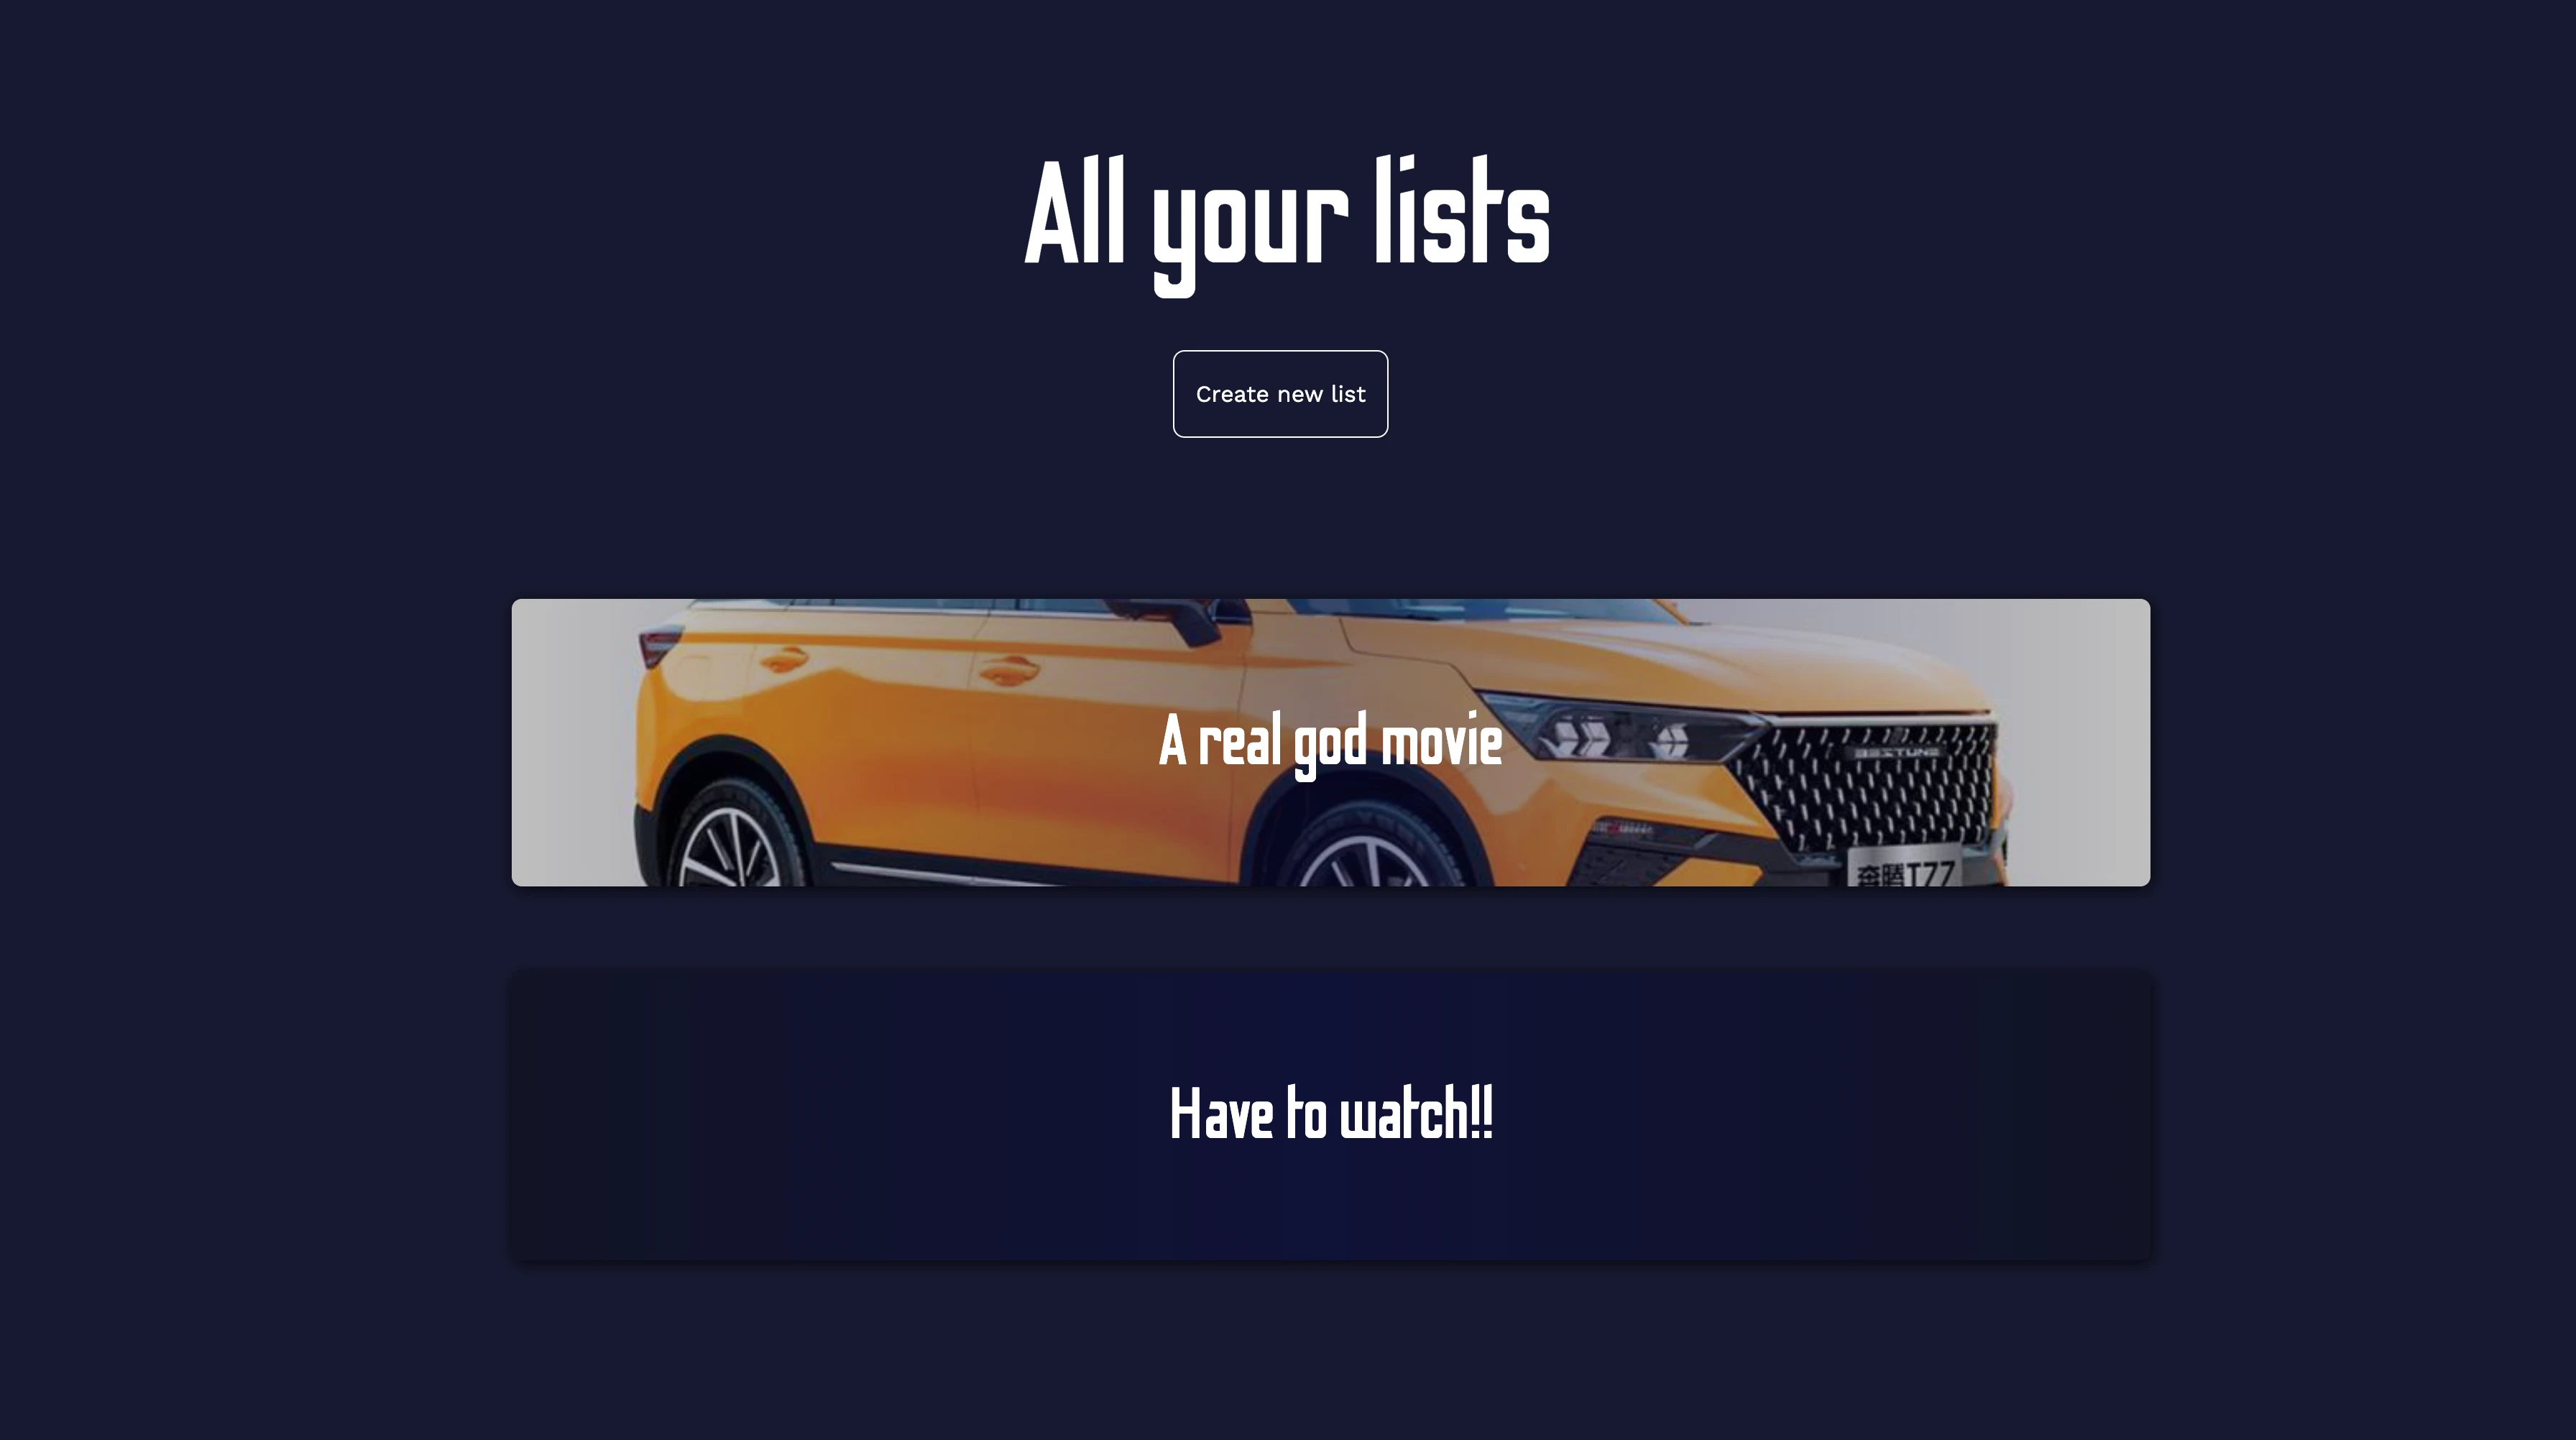 All your lists
Create new list
A real god movie
BESTUNE
奔腾T77
Have to watch!!